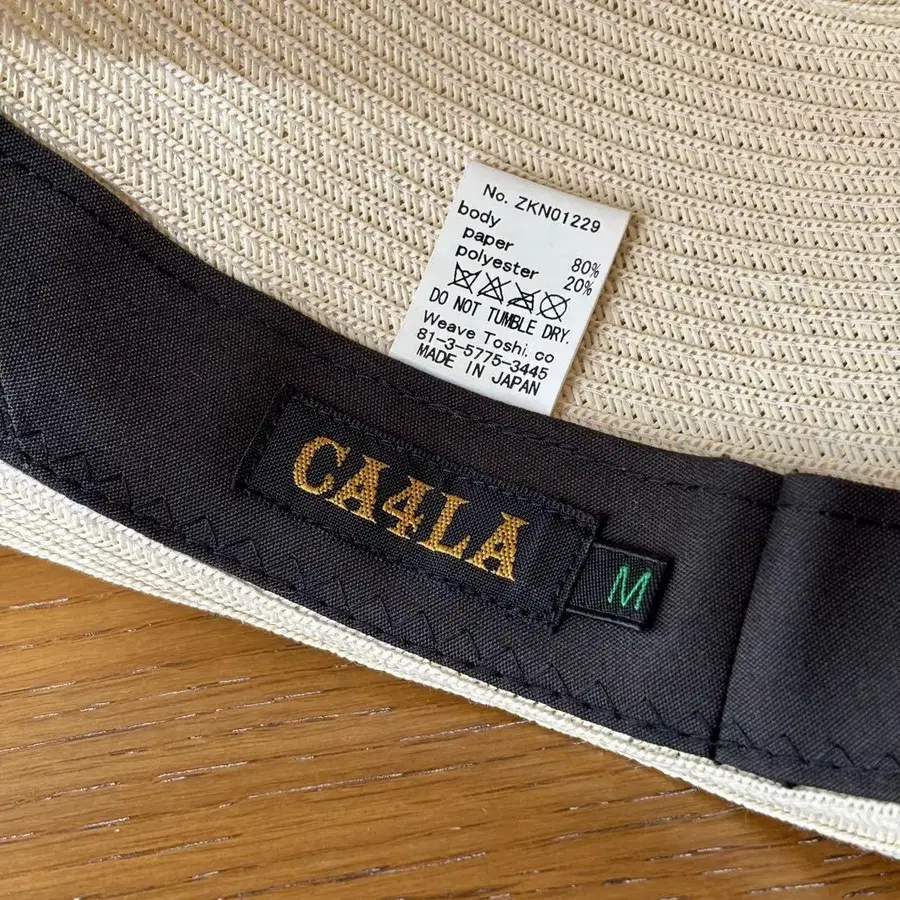 No. ZKN01229
body
paper 80%
polyester 20%
DO NOT TUMBLE DRY.
Weave Toshi. co
81-3-5775-3445
MADE IN JAPAN
CA4LA
M